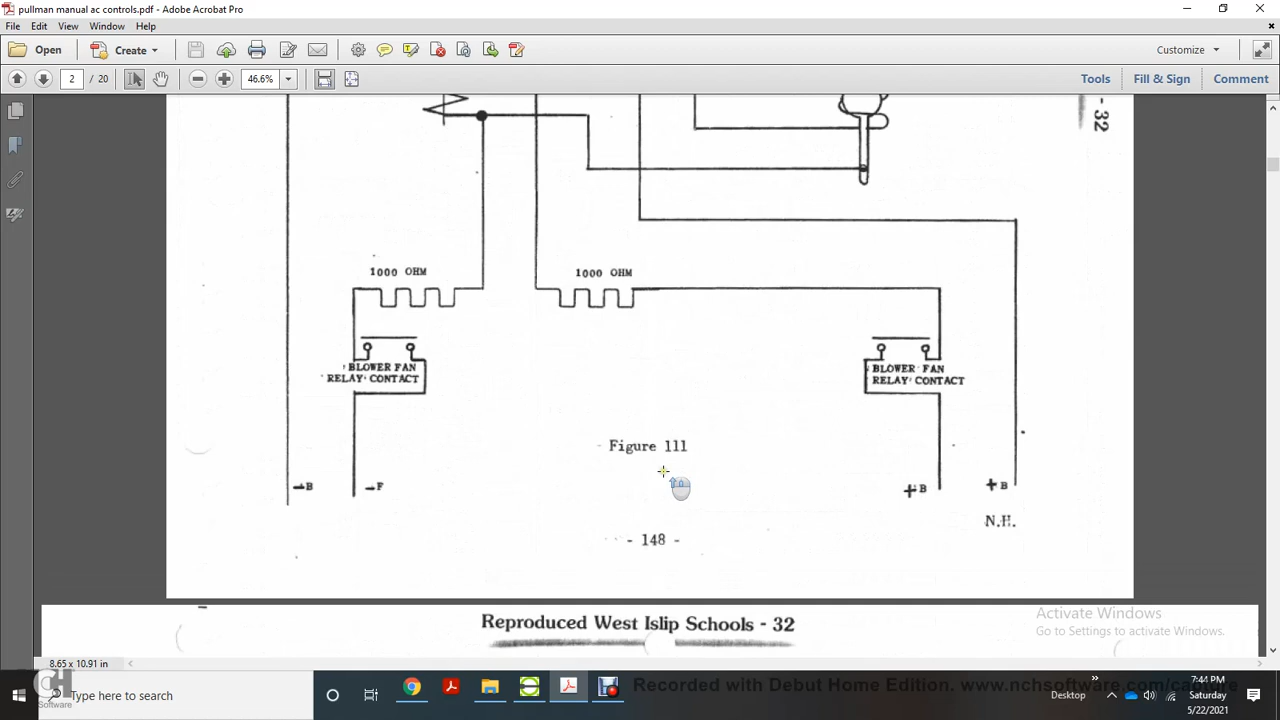 pullman manual ac controls.pdf - Adobe Acrobat Pro
File Edit View Window Help
Open Create Customize
2 / 20 46.6% Tools Fill & Sign Comment
- 32
1000 OHM 1000 OHM
BLOWER FAN
RELAY CONTACT
BLOWER FAN
RELAY CONTACT
Figure 111
-B -F +B +B
N.H.
- 148 -
Reproduced West Islip Schools - 32
Activate Windows
Go to Settings to activate Windows.
8.65 x 10.91 in
Type here to search
Software
Recorded with Debut Home Edition. www.nchsoftware.com/capture
Desktop
7:44 PM
Saturday
5/22/2021